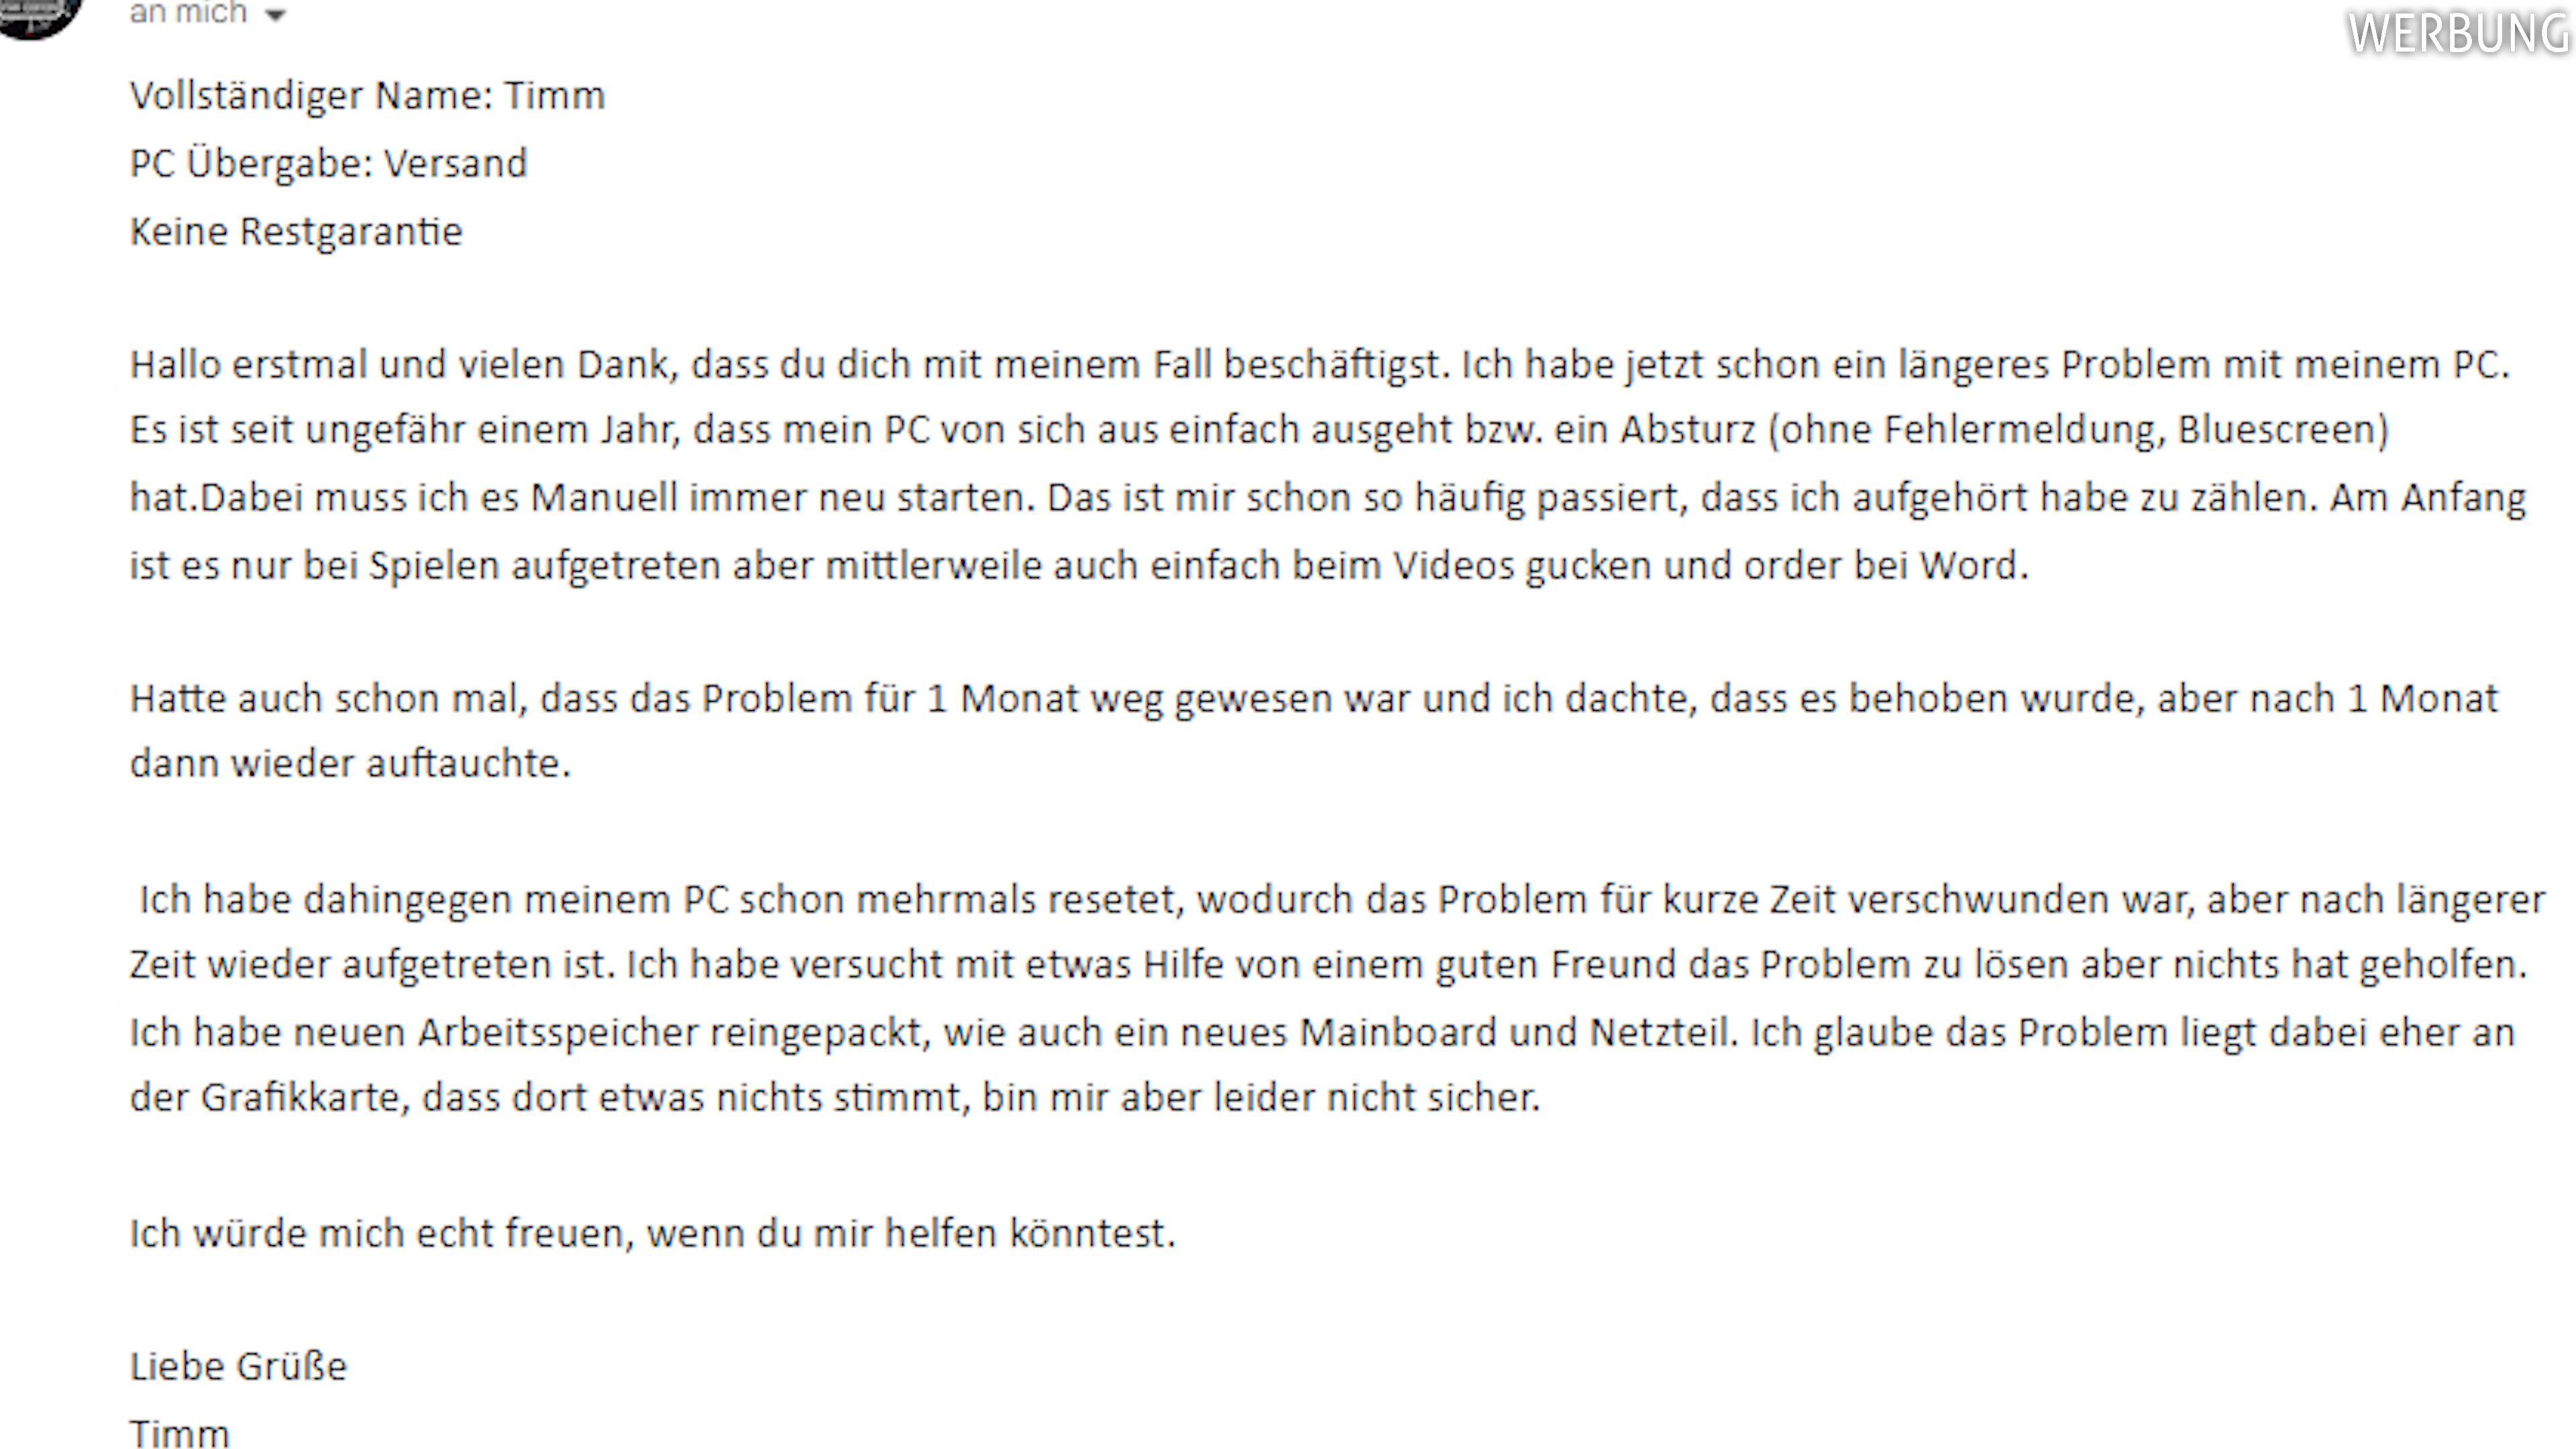 an mich
WERBUNG
Vollständiger Name: Timm
PC Übergabe: Versand
Keine Restgarantie
Hallo erstmal und vielen Dank, dass du dich mit meinem Fall beschäftigst. Ich habe jetzt schon ein längeres Problem mit meinem PC.
Es ist seit ungefähr einem Jahr, dass mein PC von sich aus einfach ausgeht bzw. ein Absturz (ohne Fehlermeldung, Bluescreen)
hat.Dabei muss ich es Manuell immer neu starten. Das ist mir schon so häufig passiert, dass ich aufgehört habe zu zählen. Am Anfang
ist es nur bei Spielen aufgetreten aber mittlerweile auch einfach beim Videos gucken und order bei Word.
Hatte auch schon mal, dass das Problem für 1 Monat weg gewesen war und ich dachte, dass es behoben wurde, aber nach 1 Monat
dann wieder auftauchte.
Ich habe dahingegen meinem PC schon mehrmals resetet, wodurch das Problem für kurze Zeit verschwunden war, aber nach längerer
Zeit wieder aufgetreten ist. Ich habe versucht mit etwas Hilfe von einem guten Freund das Problem zu lösen aber nichts hat geholfen.
Ich habe neuen Arbeitsspeicher reingepackt, wie auch ein neues Mainboard und Netzteil. Ich glaube das Problem liegt dabei eher an
der Grafikkarte, dass dort etwas nichts stimmt, bin mir aber leider nicht sicher.
Ich würde mich echt freuen, wenn du mir helfen könntest.
Liebe Grüße
Timm